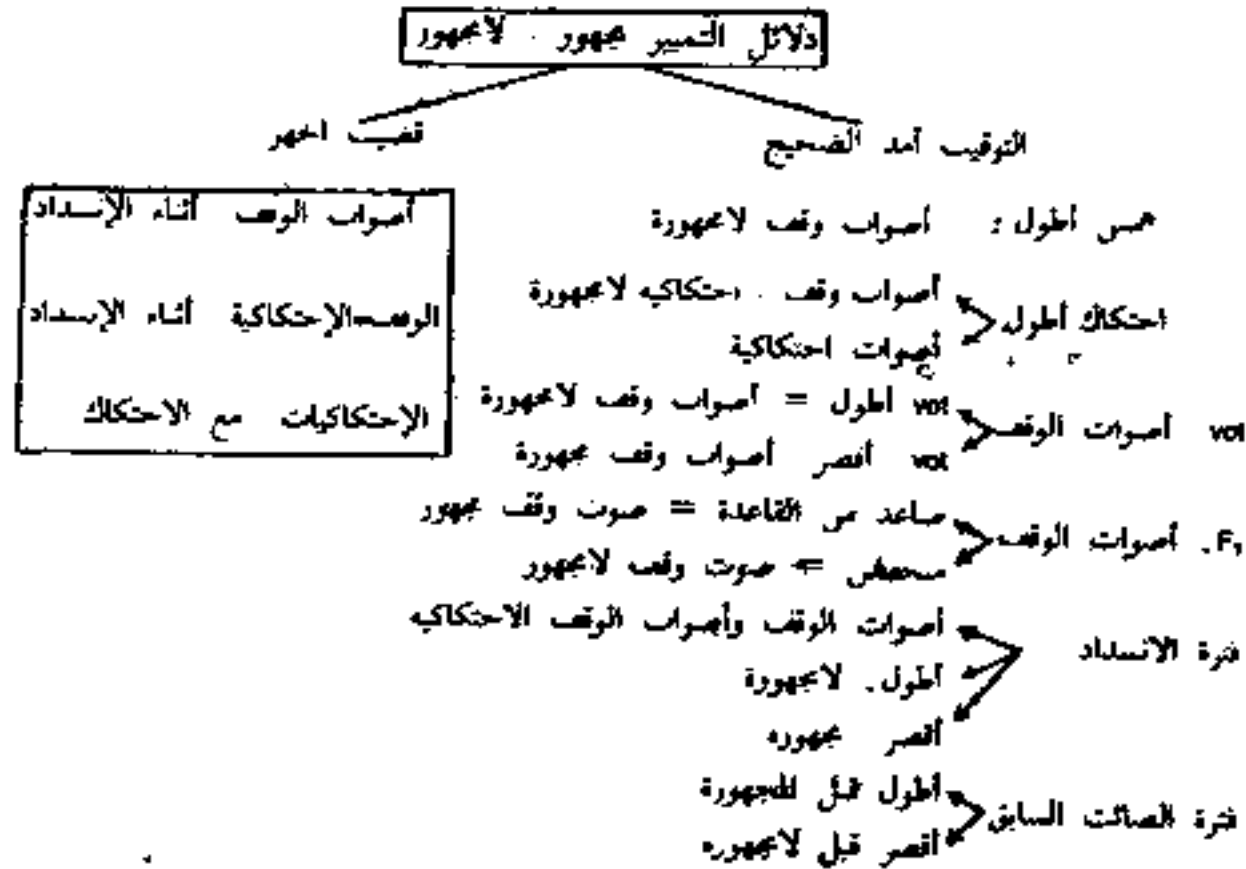 دلائل التمييز مجهور - لامجهور
التوقيت أمد الصحيح
قضيب الجهر
همس أطول : أصوات وقف لامجهورة
احتكاك أطول
أصوات وقف . احتكاكيه لامجهورة
أصوات احتكاكية
vot أصوات الوقف
vot أطول = أصوات وقف لامجهورة
vot أقصر أصوات وقف مجهورة
F₁. أصوات الوقف
صاعد من القاعدة = صوت وقف مجهور
منخفض = صوت وقف لامجهور
فترة الانسداد
أصوات الوقف وأصوات الوقف الاحتكاكيه
أطول. لامجهورة
أقصر مجهوره
فترة الصائت السابق
أطول قبل المجهورة
أقصر قبل لامجهوره
أصوات الوقف أثناء الإنسداد
الوقف=الإحتكاكية أثناء الإنسداد
الإحتكاكيات مع الاحتكاك